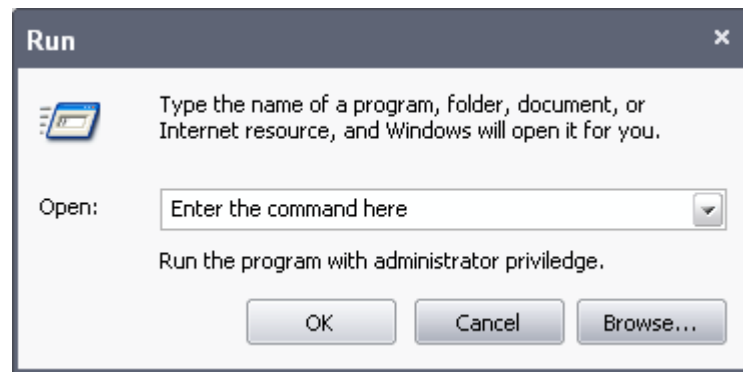 Run
Type the name of a program, folder, document, or
Internet resource, and Windows will open it for you.
Open:
Enter the command here
Run the program with administrator priviledge.
OK
Cancel
Browse...